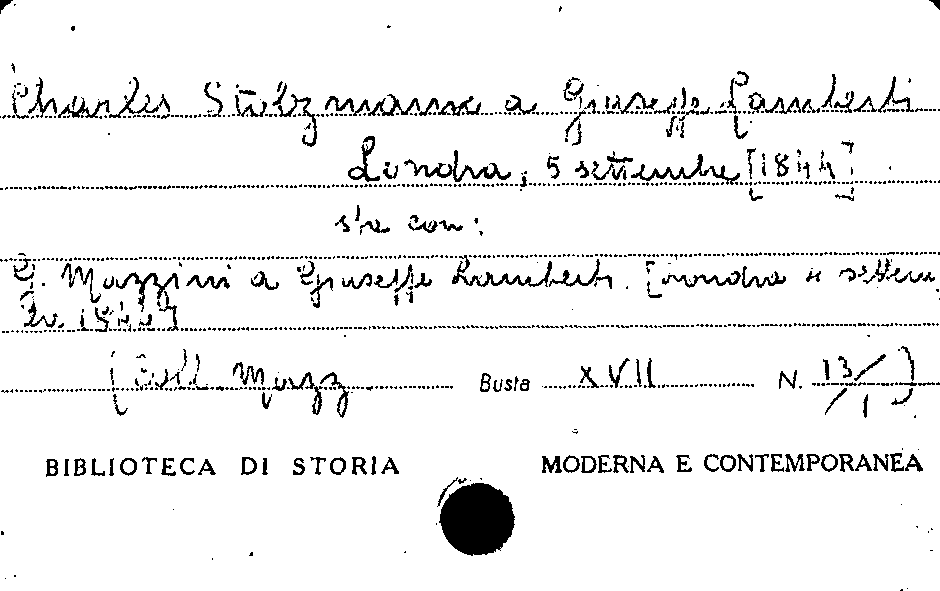 Charles Stolzmann a Giuseppe Lamberti
Londra, 5 settembre [1844].
sta con:
G. Mazzini a Giuseppe Lamberti. [Londra 4 settem
bre 1844]
(Coll. Mazz. Busta XVII N. 13/1)
BIBLIOTECA DI STORIA MODERNA E CONTEMPORANEA